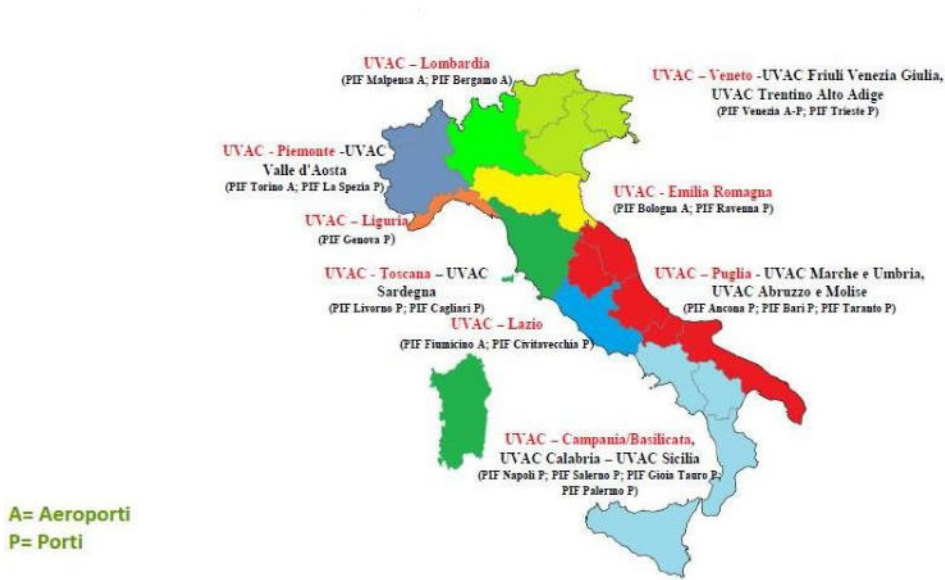 UVAC – Lombardia
(PIF Malpensa A; PIF Bergamo A)
UVAC – Veneto -UVAC Friuli Venezia Giulia,
UVAC Trentino Alto Adige
(PIF Venezia A-P; PIF Trieste P)
UVAC - Piemonte -UVAC
Valle d'Aosta
(PIF Torino A; PIF La Spezia P)
UVAC - Emilia Romagna
(PIF Bologna A; PIF Ravenna P)
UVAC – Liguria
(PIF Genova P)
UVAC - Toscana – UVAC
Sardegna
(PIF Livorno P; PIF Cagliari P)
UVAC – Puglia - UVAC Marche e Umbria,
UVAC Abruzzo e Molise
(PIF Ancona P; PIF Bari P; PIF Taranto P)
UVAC – Lazio
(PIF Fiumicino A; PIF Civitavecchia P)
UVAC – Campania/Basilicata,
UVAC Calabria – UVAC Sicilia
(PIF Napoli P; PIF Salerno P; PIF Gioia Tauro P;
PIF Palermo P)
A= Aeroporti
P= Porti